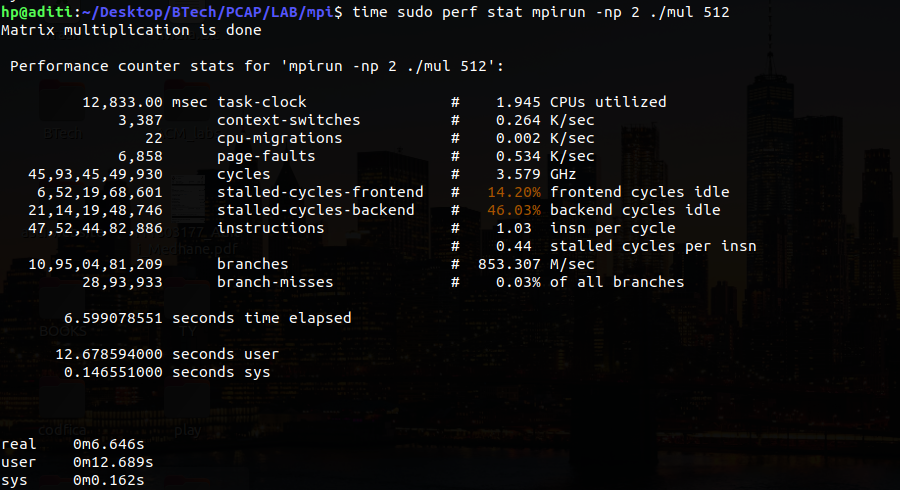 hp@aditi:~/Desktop/BTech/PCAP/LAB/mpi$ time sudo perf stat mpirun -np 2 ./mul 512
Matrix multiplication is done
Performance counter stats for 'mpirun -np 2 ./mul 512':
12,833.00 msec task-clock # 1.945 CPUs utilized
3,387 context-switches # 0.264 K/sec
22 cpu-migrations # 0.002 K/sec
6,858 page-faults # 0.534 K/sec
45,93,45,49,930 cycles # 3.579 GHz
6,52,19,68,601 stalled-cycles-frontend # 14.20% frontend cycles idle
21,14,19,48,746 stalled-cycles-backend # 46.03% backend cycles idle
47,52,44,82,886 instructions # 1.03 insn per cycle
# 0.44 stalled cycles per insn
10,95,04,81,209 branches # 853.307 M/sec
28,93,933 branch-misses # 0.03% of all branches
6.599078551 seconds time elapsed
12.678594000 seconds user
0.146551000 seconds sys
real 0m6.646s
user 0m12.689s
sys 0m0.162s
BTech
BOOKS
TY
codfica
play